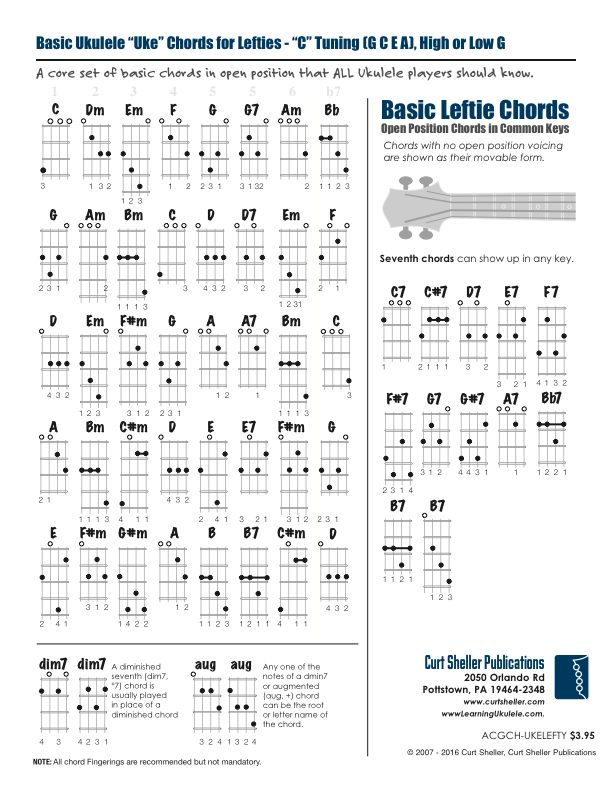 Basic Ukulele “Uke” Chords for Lefties - “C” Tuning (G C E A), High or Low G
A core set of basic chords in open position that ALL Ukulele players should know.
1 2 3 4 5 5 6 b7
C Dm Em F G G7 Am Bb
3 1 3 2 1 2 3 1 2 2 3 1 3 1 32 2 1 1 2 3
G Am Bm C D D7 Em F
2 3 1 2 1 1 1 3 3 4 3 2 2 3 1 2 31 2 1
D Em F#m G A A7 Bm C
4 3 2 1 2 3 3 1 2 2 3 1 1 2 1 1 1 1 3 3
A Bm C#m D E E7 F#m G
2 1 1 1 1 3 4 1 1 4 3 2 2 4 1 2 3 1 3 1 2 2 3 1
E F#m G#m A B B7 C#m D
2 4 1 3 1 2 1 4 2 2 1 2 1 1 2 3 1 1 2 1 4 1 1 4 3 2
dim7 dim7
4 3 4 2 3 1
A diminished
seventh (dim7,
°7) chord is
usually played
in place of a
diminished chord
aug aug
3 2 4 1 3 2 4
Any one of the
notes of a dmin7
or augmented
(aug, +) chord
can be the root
or letter name of
the chord.
NOTE: All chord Fingerings are recommended but not mandatory.
Basic Leftie Chords
Open Position Chords in Common Keys
Chords with no open position voicing
are shown as their movable form.
Seventh chords can show up in any key.
C7 C#7 D7 E7 F7
1 2 1 1 1 3 2 3 2 1 4 1 3 2
F#7 G7 G#7 A7 Bb7
2 3 1 4 3 1 2 4 2 3 1 1 1 2 2 1
B7 B7
1 1 2 1 1 2 3
Curt Sheller Publications
2050 Orlando Rd
Pottstown, PA 19464-2348
www.curtsheller.com
www.LearningUkulele.com.
ACGCH-UKELEFTY $3.95
© 2007 - 2016 Curt Sheller, Curt Sheller Publications